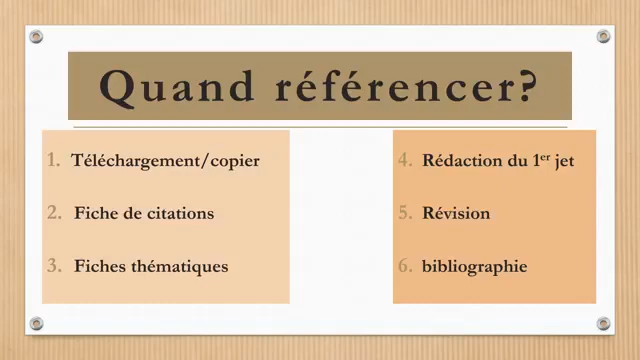 Quand référencer?
1. Téléchargement/copier
2. Fiche de citations
3. Fiches thématiques
4. Rédaction du 1er jet
5. Révision
6. bibliographie